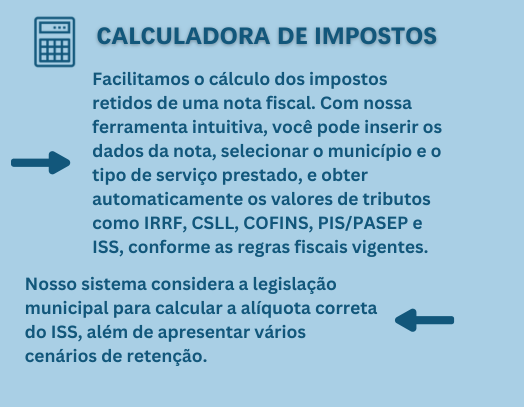 CALCULADORA DE IMPOSTOS
Facilitamos o cálculo dos impostos
retidos de uma nota fiscal. Com nossa
ferramenta intuitiva, você pode inserir os
dados da nota, selecionar o município e o
tipo de serviço prestado, e obter
automaticamente os valores de tributos
como IRRF, CSLL, COFINS, PIS/PASEP e
ISS, conforme as regras fiscais vigentes.
Nosso sistema considera a legislação
municipal para calcular a alíquota correta
do ISS, além de apresentar vários
cenários de retenção.